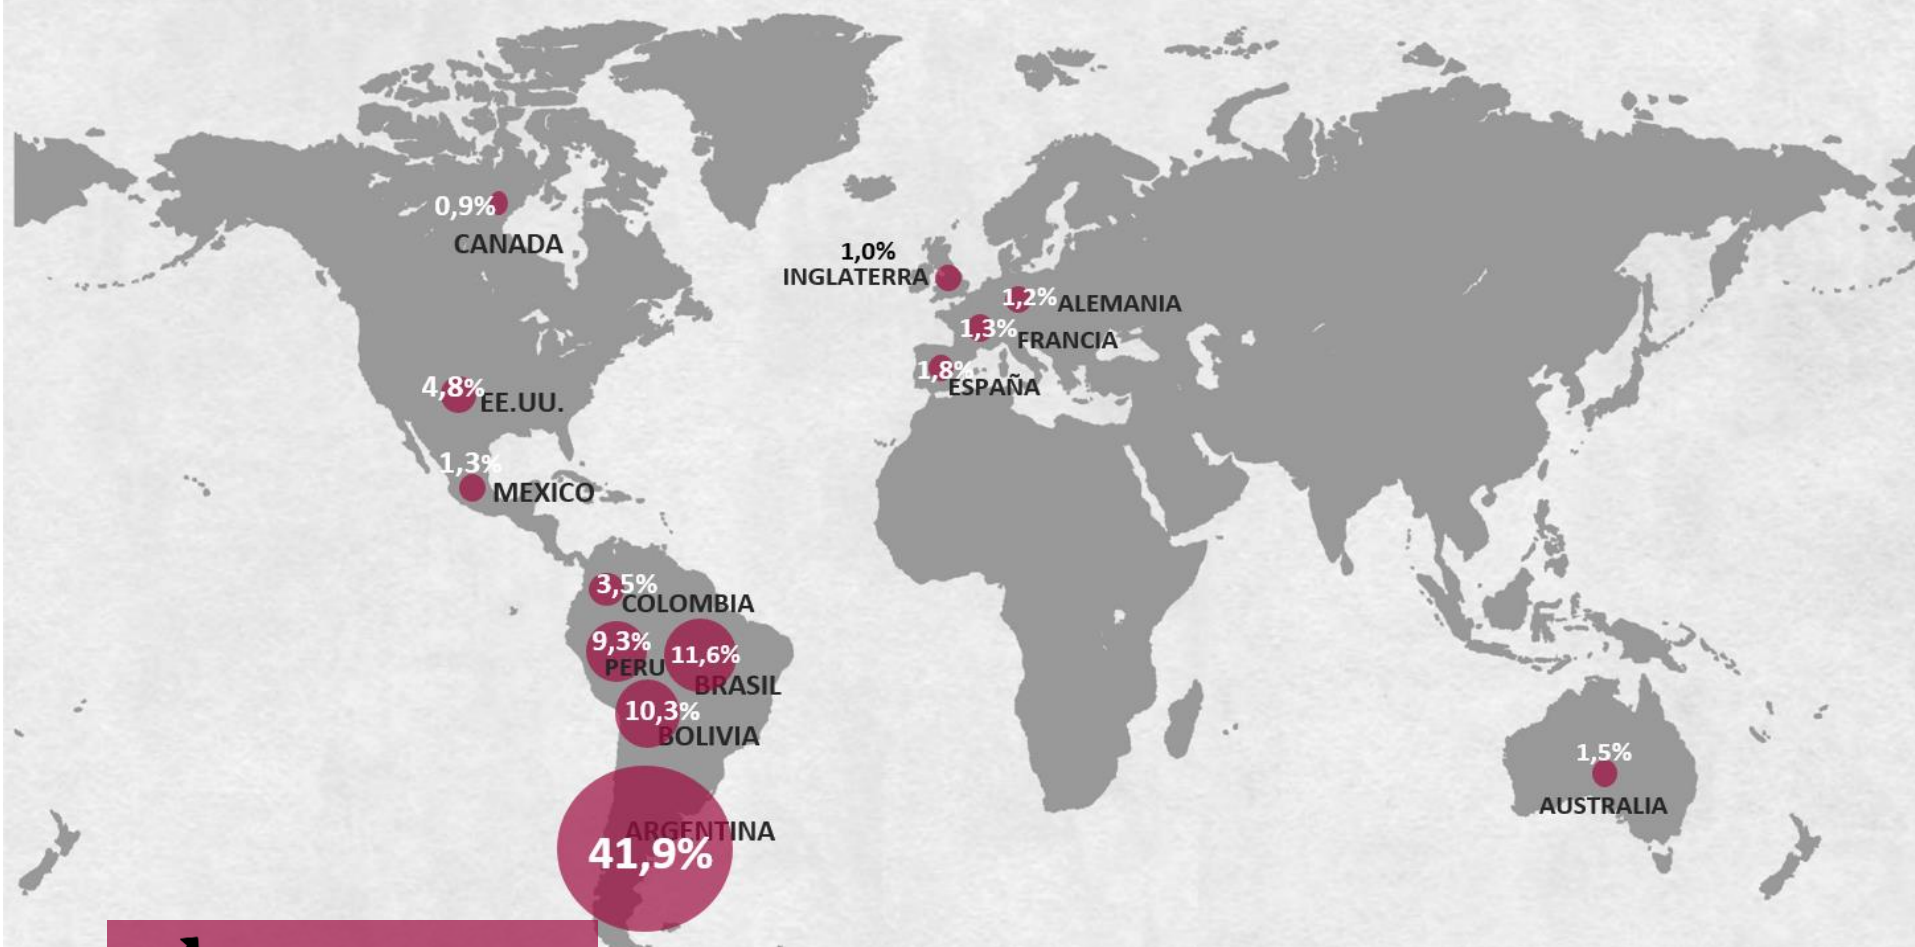 0,9%
CANADA
1,0%
INGLATERRA
1,2% ALEMANIA
1,3%
FRANCIA
1,8%
ESPAÑA
4,8%
EE.UU.
1,3%
MEXICO
3,5%
COLOMBIA
9,3%
PERU
11,6%
BRASIL
10,3%
BOLIVIA
1,5%
AUSTRALIA
ARGENTINA
41,9%